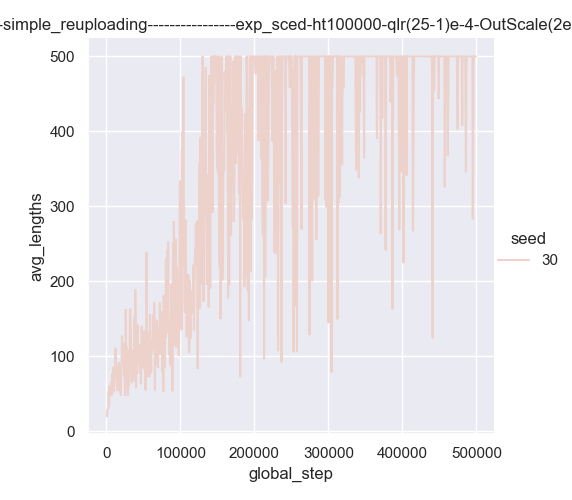 -simple_reuploading----------------exp_sced-ht100000-qlr(25-1)e-4-OutScale(2e
500
400
300
200
100
0
avg_lengths
seed
30
0 100000 200000 300000 400000 500000
global_step